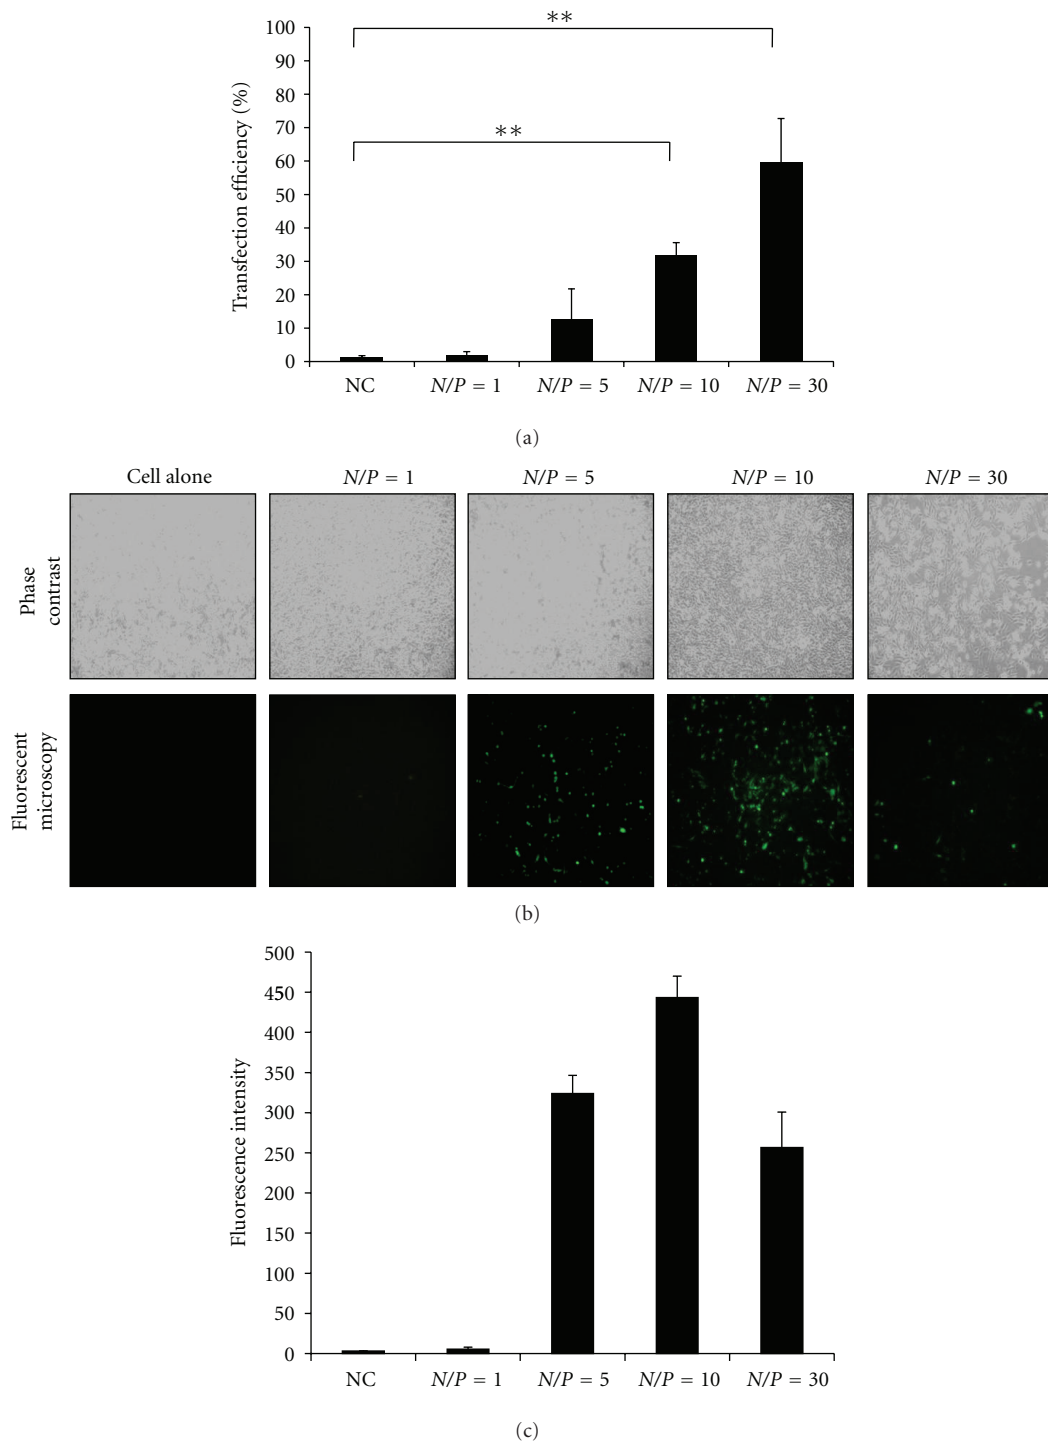 **
**
Transfection efficiency (%)
100
90
80
70
60
50
40
30
20
10
0
NC N/P = 1 N/P = 5 N/P = 10 N/P = 30
(a)
Cell alone N/P = 1 N/P = 5 N/P = 10 N/P = 30
Phase
contrast
Fluorescent
microscopy
(b)
Fluorescence intensity
500
450
400
350
300
250
200
150
100
50
0
NC N/P = 1 N/P = 5 N/P = 10 N/P = 30
(c)